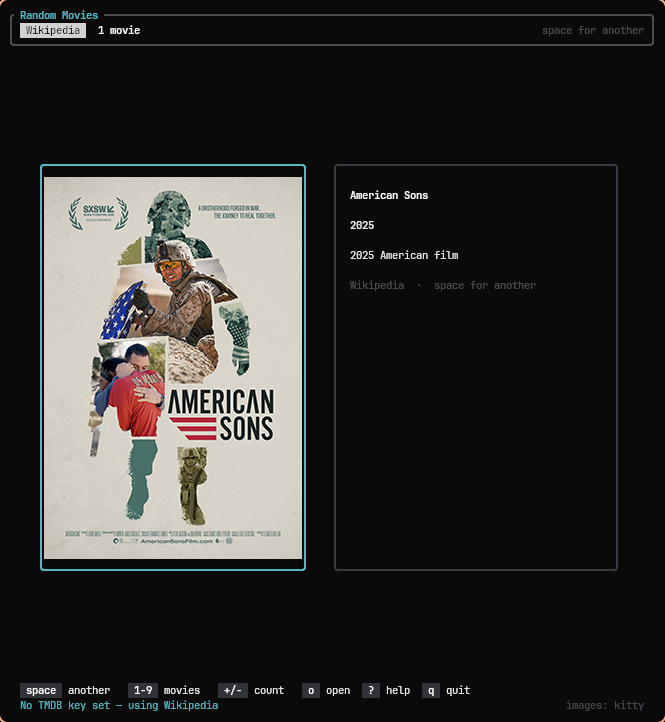 Random Movies
Wikipedia 1 movie space for another
SXSW
WORLD PREMIERE
A BROTHERHOOD FORGED IN WAR.
THE JOURNEY TO HEAL TOGETHER.
AMERICAN
SONS
AmericanSonsFilm.com
American Sons
2025
2025 American film
Wikipedia · space for another
space another 1-9 movies +/- count o open ? help q quit
No TMDB key set — using Wikipedia images: kitty